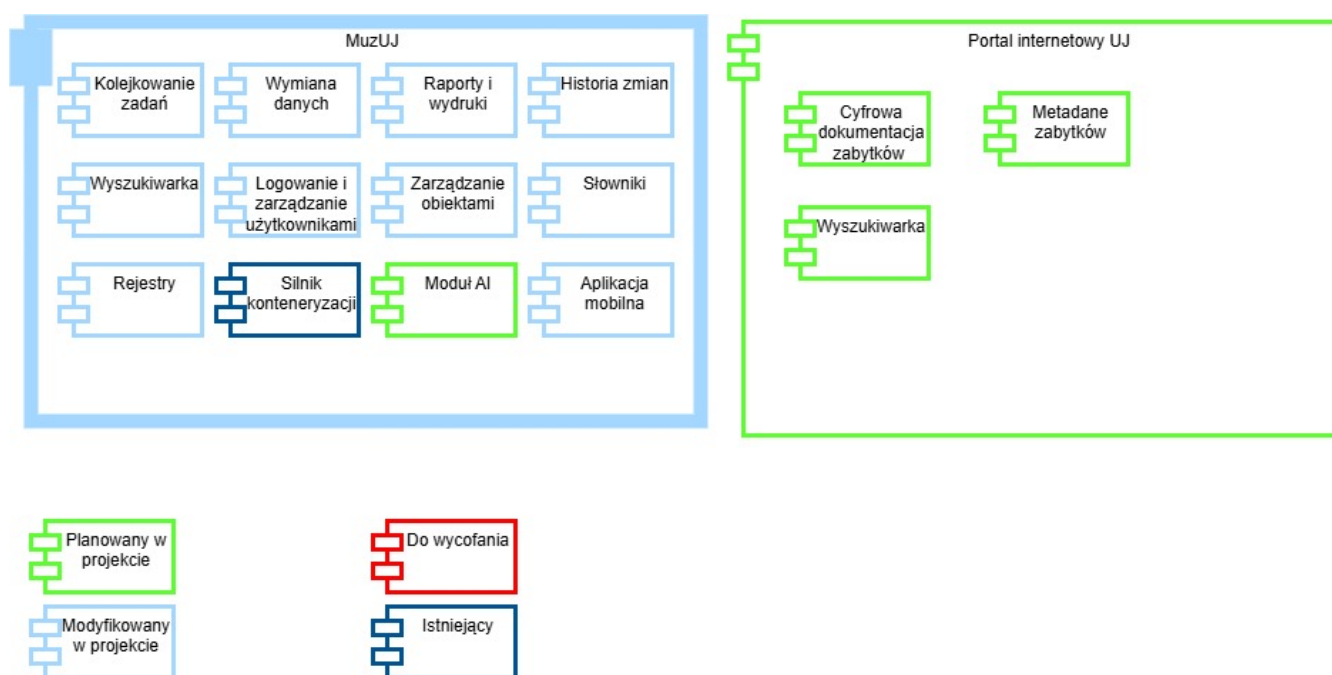 MuzUJ
Kolejkowanie
zadań
Wymiana
danych
Raporty i
wydruki
Historia zmian
Wyszukiwarka
Logowanie i
zarządzanie
użytkownikami
Zarządzanie
obiektami
Słowniki
Rejestry
Silnik
konteneryzacji
Moduł AI
Aplikacja
mobilna
Portal internetowy UJ
Cyfrowa
dokumentacja
zabytków
Metadane
zabytków
Wyszukiwarka
Planowany w
projekcie
Do wycofania
Modyfikowany
w projekcie
Istniejący